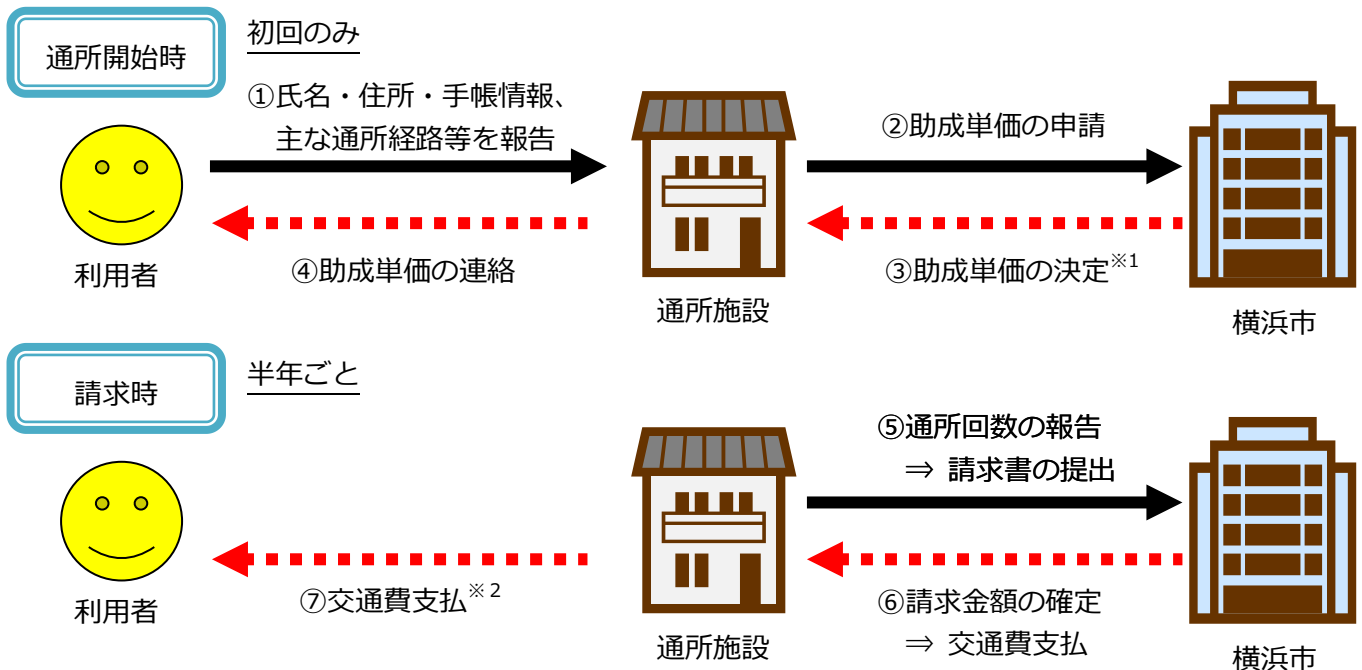 通所開始時
初回のみ
①氏名・住所・手帳情報、
主な通所経路等を報告
②助成単価の申請
④助成単価の連絡
③助成単価の決定※1
利用者
通所施設
横浜市
請求時
半年ごと
⑤通所回数の報告
⇒ 請求書の提出
⑦交通費支払※２
⑥請求金額の確定
⇒ 交通費支払
利用者
通所施設
横浜市